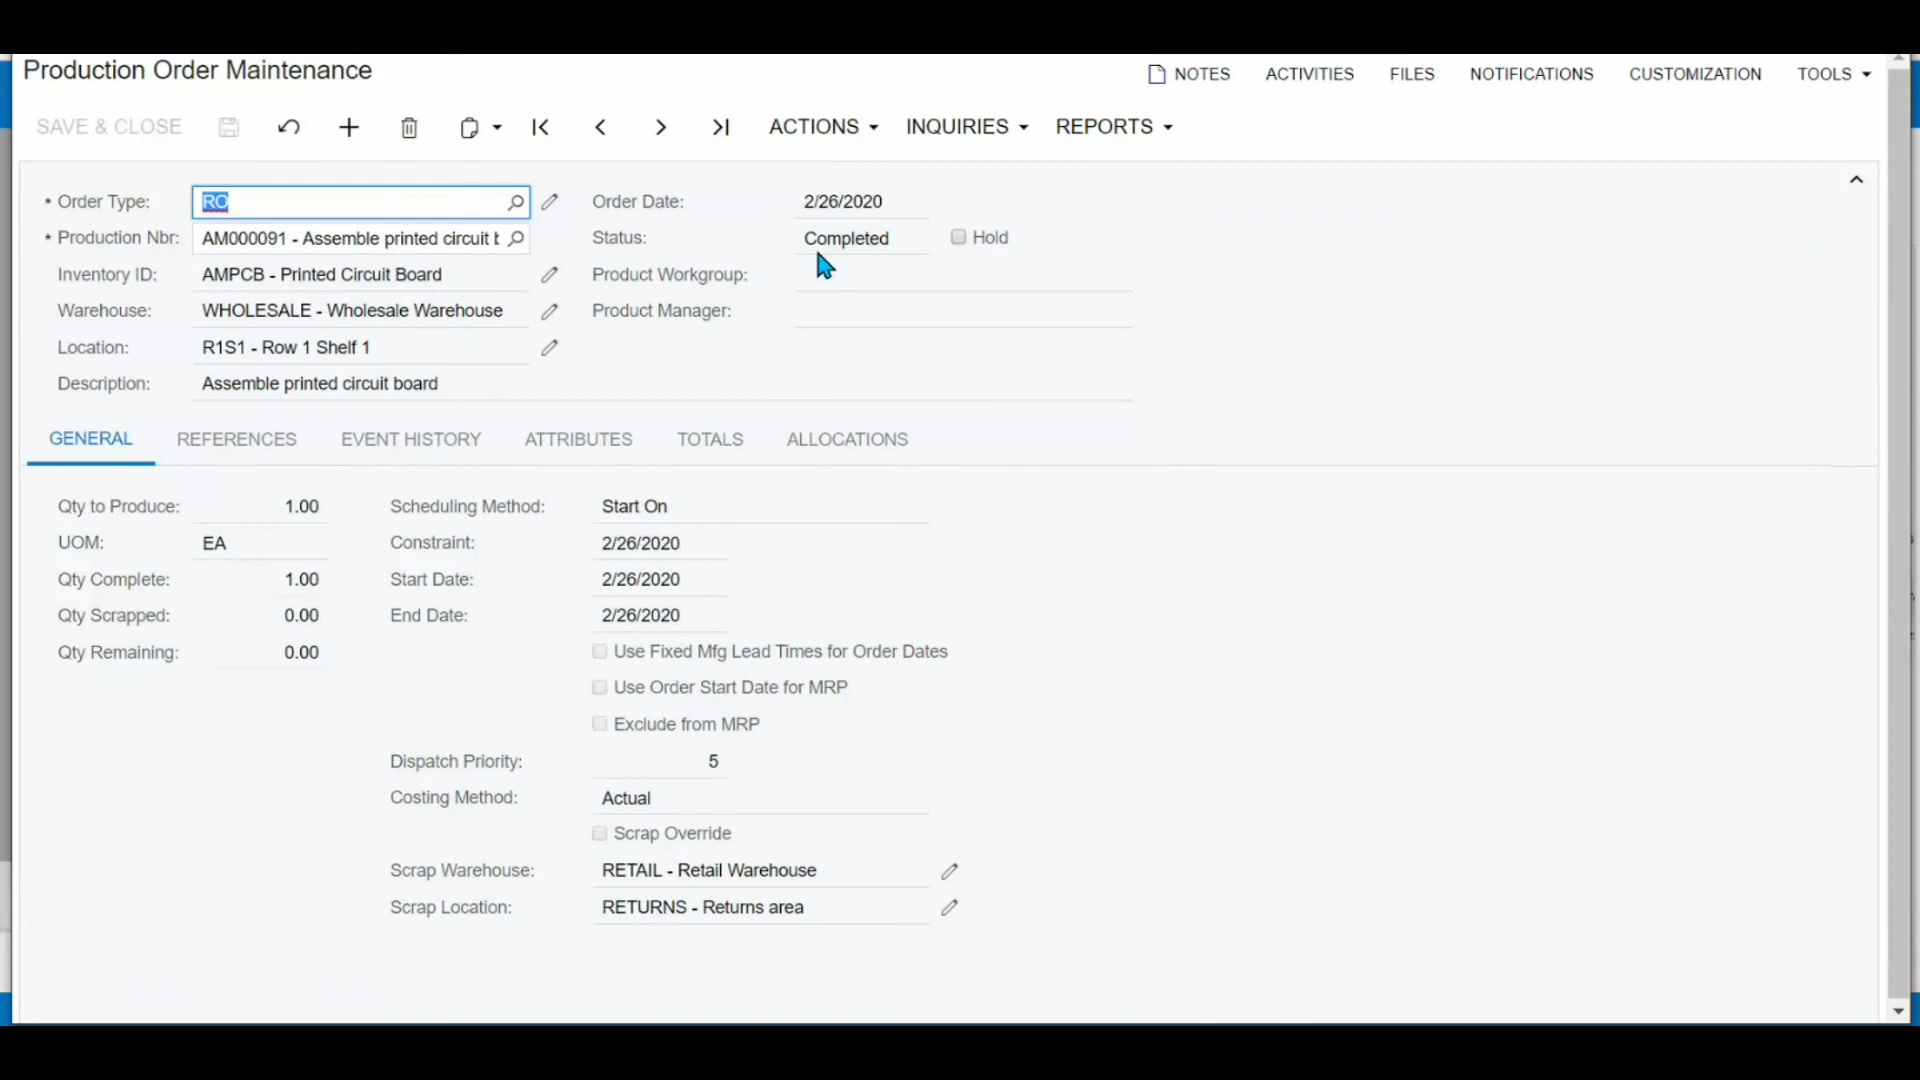 Production Order Maintenance
NOTES ACTIVITIES FILES NOTIFICATIONS CUSTOMIZATION TOOLS
SAVE & CLOSE ACTIONS INQUIRIES REPORTS
* Order Type: RO Order Date: 2/26/2020
* Production Nbr: AM000091 - Assemble printed circuit b Status: Completed Hold
Inventory ID: AMPCB - Printed Circuit Board Product Workgroup:
Warehouse: WHOLESALE - Wholesale Warehouse Product Manager:
Location: R1S1 - Row 1 Shelf 1
Description: Assemble printed circuit board
GENERAL REFERENCES EVENT HISTORY ATTRIBUTES TOTALS ALLOCATIONS
Qty to Produce: 1.00 Scheduling Method: Start On
UOM: EA Constraint: 2/26/2020
Qty Complete: 1.00 Start Date: 2/26/2020
Qty Scrapped: 0.00 End Date: 2/26/2020
Qty Remaining: 0.00 Use Fixed Mfg Lead Times for Order Dates
Use Order Start Date for MRP
Exclude from MRP
Dispatch Priority: 5
Costing Method: Actual
Scrap Override
Scrap Warehouse: RETAIL - Retail Warehouse
Scrap Location: RETURNS - Returns area